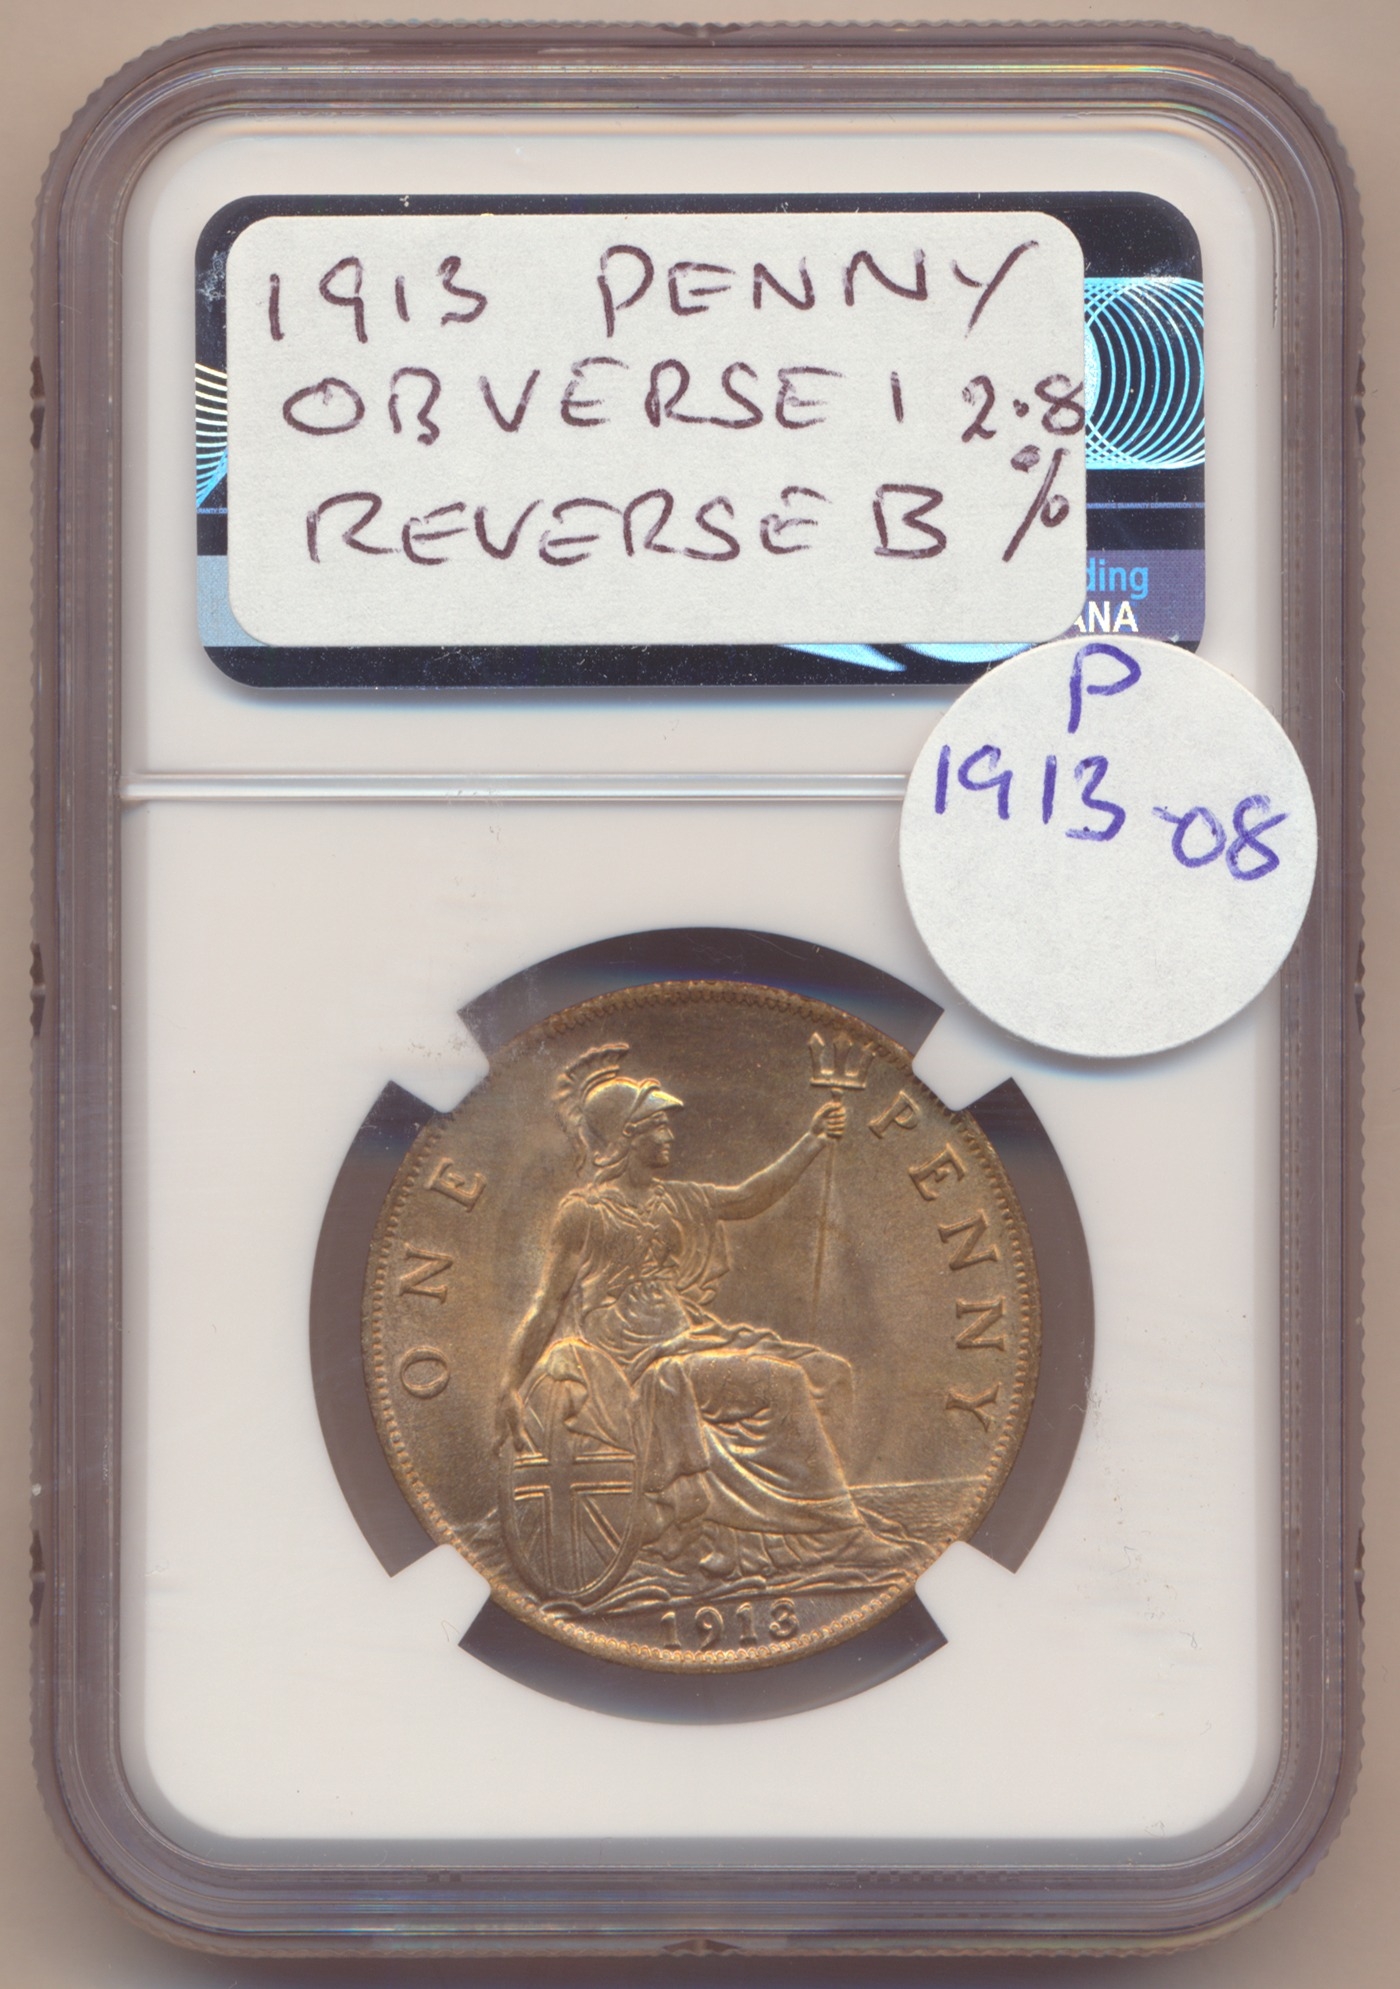 1913 PENNY
OBVERSE 1 2.8
REVERSE B %
ding
ANA
P
1913-08
ONE PENNY
1913